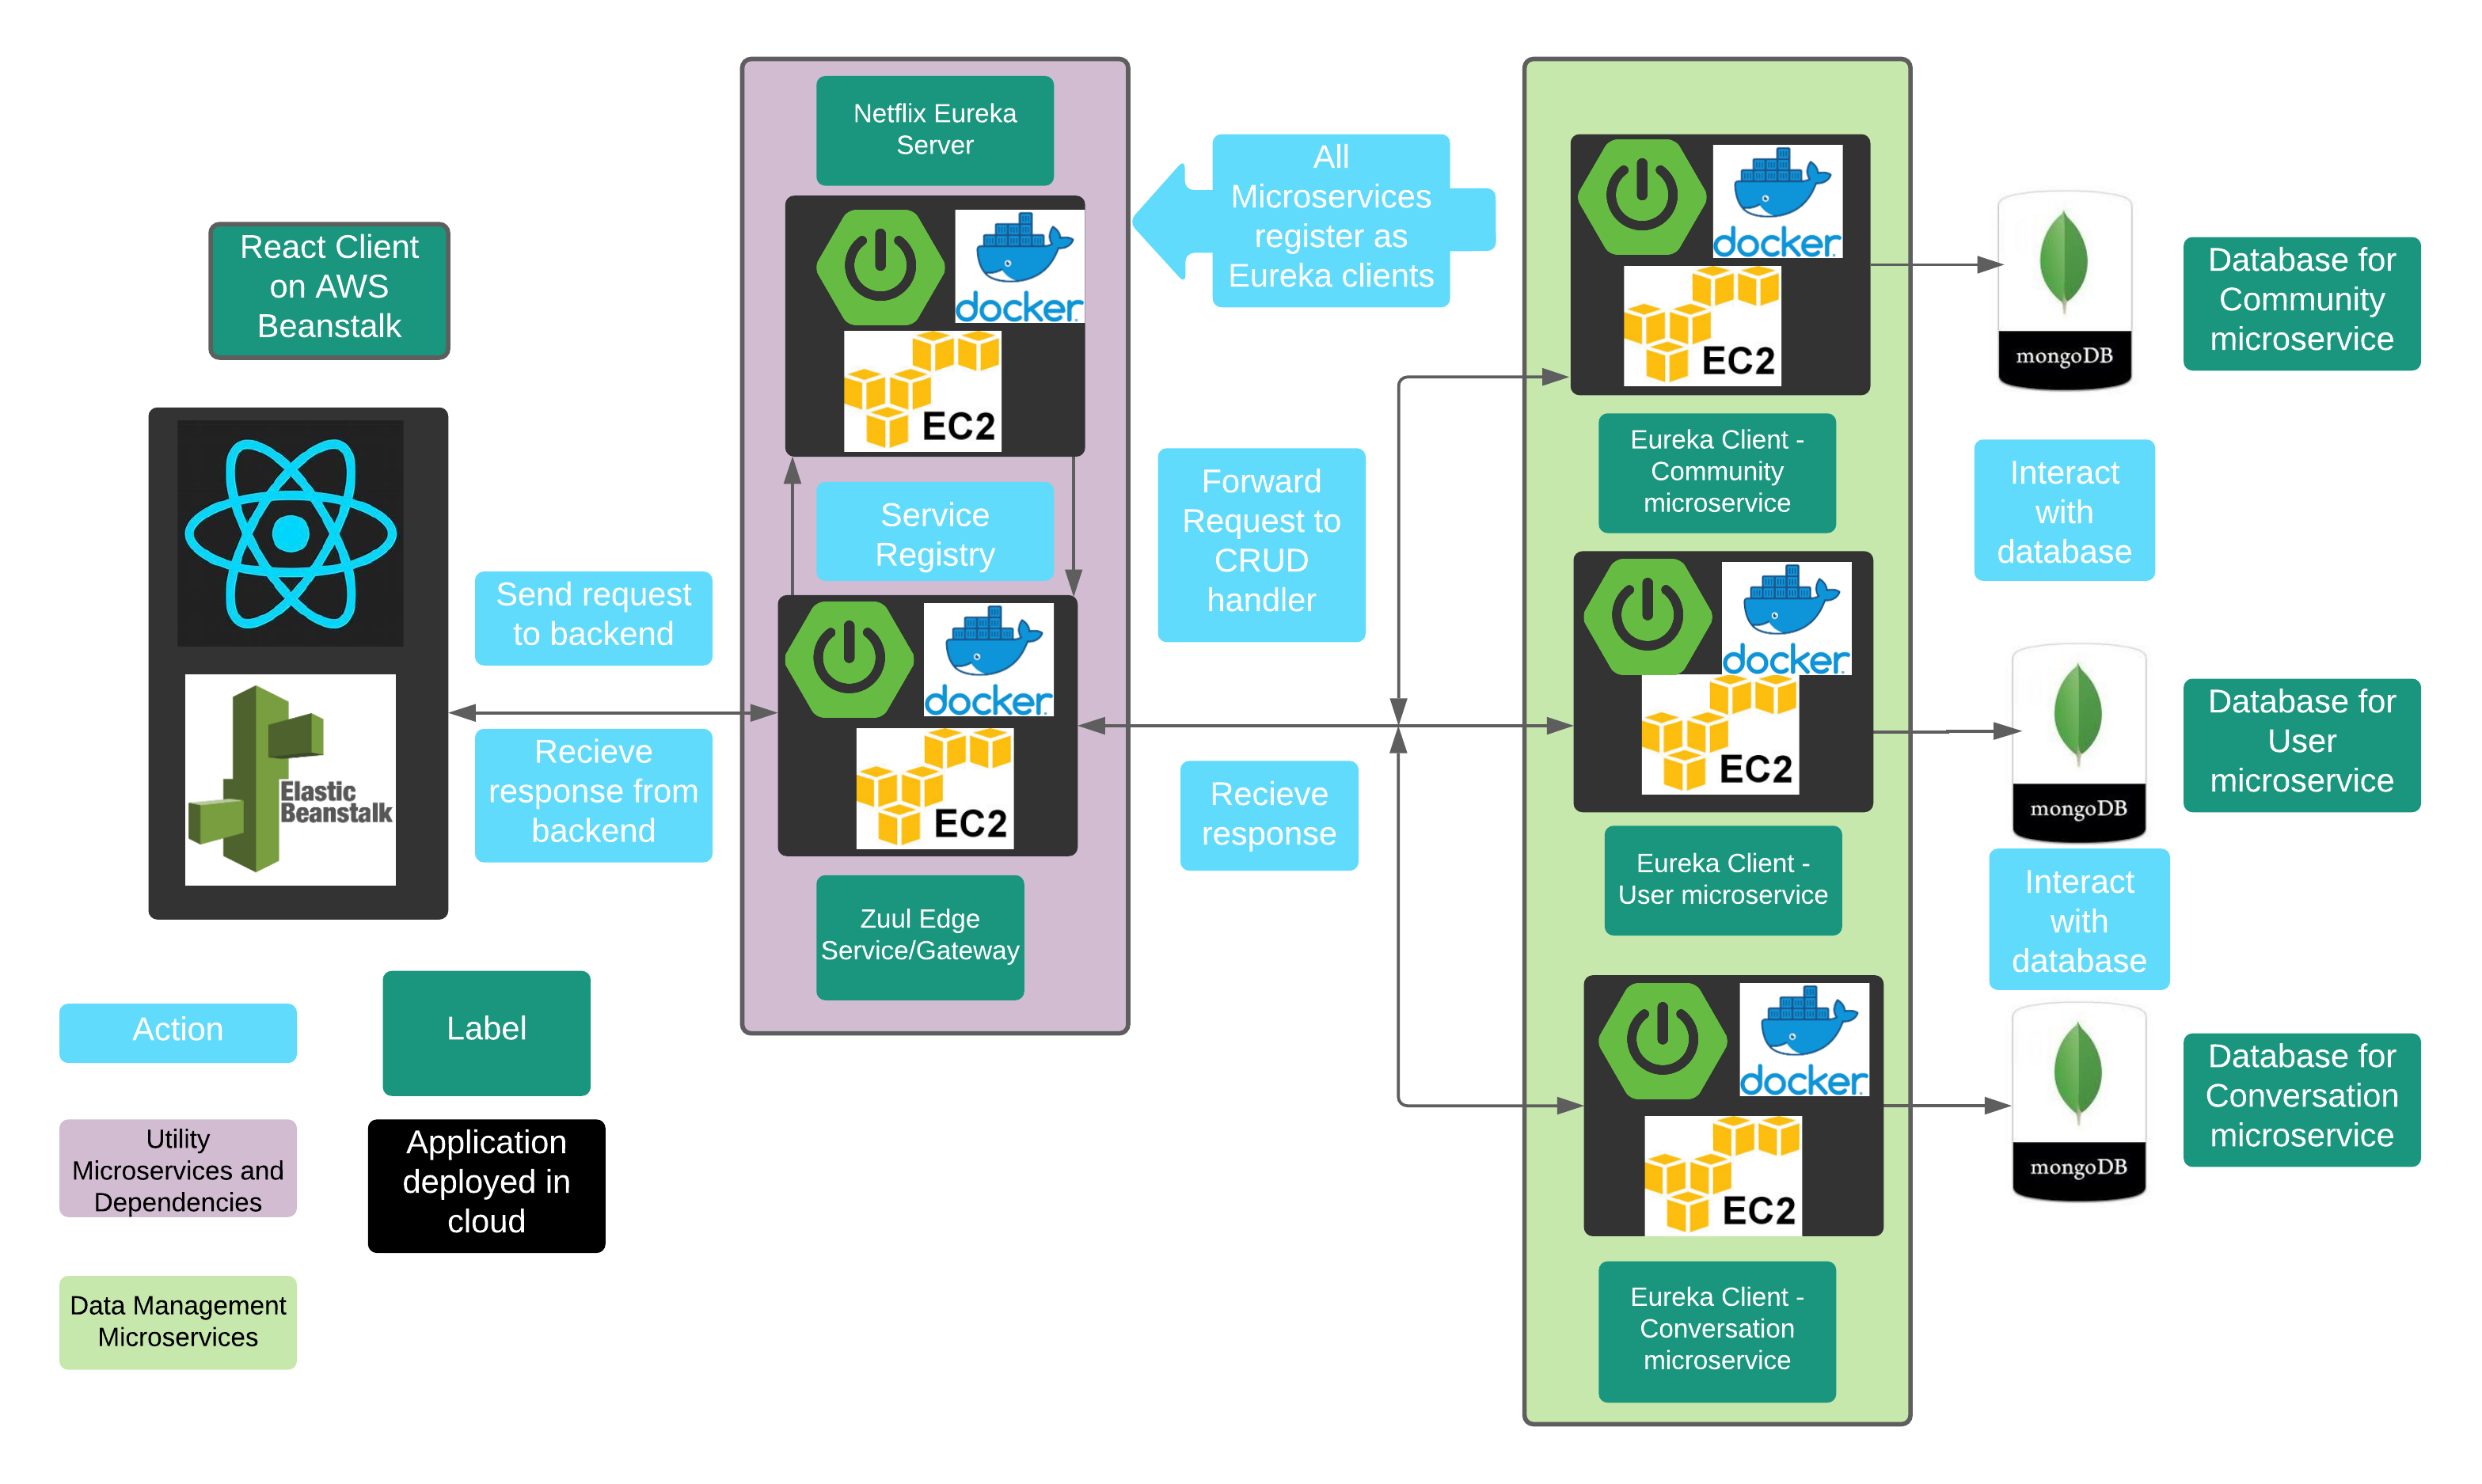 React Client
on AWS
Beanstalk
Elastic
Beanstalk
Send request
to backend
Recieve
response from
backend
Netflix Eureka
Server
docker
EC2
Service
Registry
docker
EC2
Zuul Edge
Service/Gateway
All
Microservices
register as
Eureka clients
Forward
Request to
CRUD
handler
Recieve
response
docker
EC2
Eureka Client -
Community
microservice
docker
EC2
Eureka Client -
User microservice
docker
EC2
Eureka Client -
Conversation
microservice
mongoDB
Database for
Community
microservice
Interact
with
database
mongoDB
Database for
User
microservice
Interact
with
database
mongoDB
Database for
Conversation
microservice
Action
Label
Utility
Microservices and
Dependencies
Application
deployed in
cloud
Data Management
Microservices